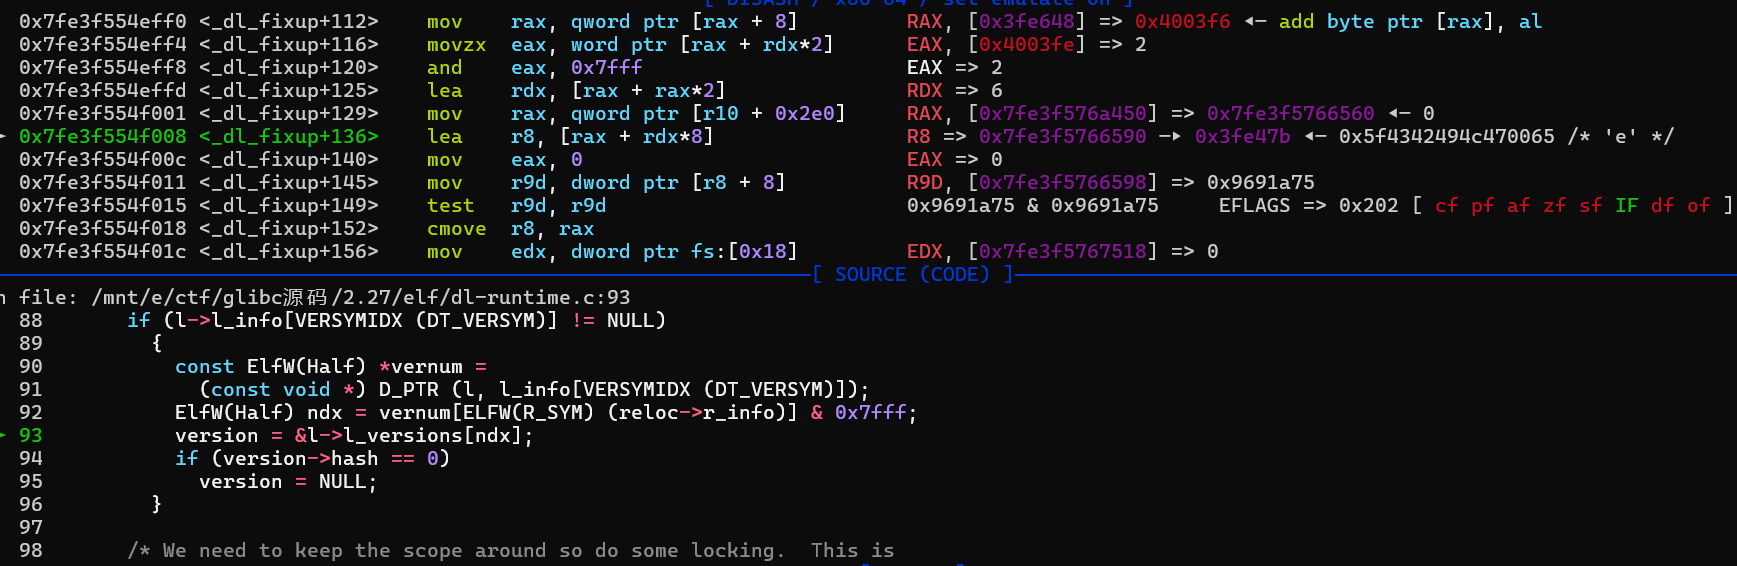 [ DISASM / x86-64 / set emulate on ]
0x7fe3f554eff0 <_dl_fixup+112>    mov    rax, qword ptr [rax + 8]    RAX, [0x3fe648] => 0x4003f6 ◂— add byte ptr [rax], al
0x7fe3f554eff4 <_dl_fixup+116>    movzx  eax, word ptr [rax + rdx*2]    EAX, [0x4003fe] => 2
0x7fe3f554eff8 <_dl_fixup+120>    and    eax, 0x7fff    EAX => 2
0x7fe3f554effd <_dl_fixup+125>    lea    rdx, [rax + rax*2]    RDX => 6
0x7fe3f554f001 <_dl_fixup+129>    mov    rax, qword ptr [r10 + 0x2e0]    RAX, [0x7fe3f576a450] => 0x7fe3f5766560 ◂— 0
► 0x7fe3f554f008 <_dl_fixup+136>    lea    r8, [rax + rdx*8]    R8 => 0x7fe3f5766590 —▸ 0x3fe47b ◂— 0x5f4342494c470065 /* 'e' */
0x7fe3f554f00c <_dl_fixup+140>    mov    eax, 0    EAX => 0
0x7fe3f554f011 <_dl_fixup+145>    mov    r9d, dword ptr [r8 + 8]    R9D, [0x7fe3f5766598] => 0x9691a75
0x7fe3f554f015 <_dl_fixup+149>    test   r9d, r9d    0x9691a75 & 0x9691a75    EFLAGS => 0x202 [ cf pf af zf sf IF df of ]
0x7fe3f554f018 <_dl_fixup+152>    cmove  r8, rax
0x7fe3f554f01c <_dl_fixup+156>    mov    edx, dword ptr fs:[0x18]    EDX, [0x7fe3f5767518] => 0
[ SOURCE (CODE) ]
n file: /mnt/e/ctf/glibc源码/2.27/elf/dl-runtime.c:93
88       if (l->l_info[VERSYMIDX (DT_VERSYM)] != NULL)
89         {
90           const ElfW(Half) *vernum =
91             (const void *) D_PTR (l, l_info[VERSYMIDX (DT_VERSYM)]);
92           ElfW(Half) ndx = vernum[ELFW(R_SYM) (reloc->r_info)] & 0x7fff;
► 93           version = &l->l_versions[ndx];
94           if (version->hash == 0)
95             version = NULL;
96         }
97
98       /* We need to keep the scope around so do some locking.  This is